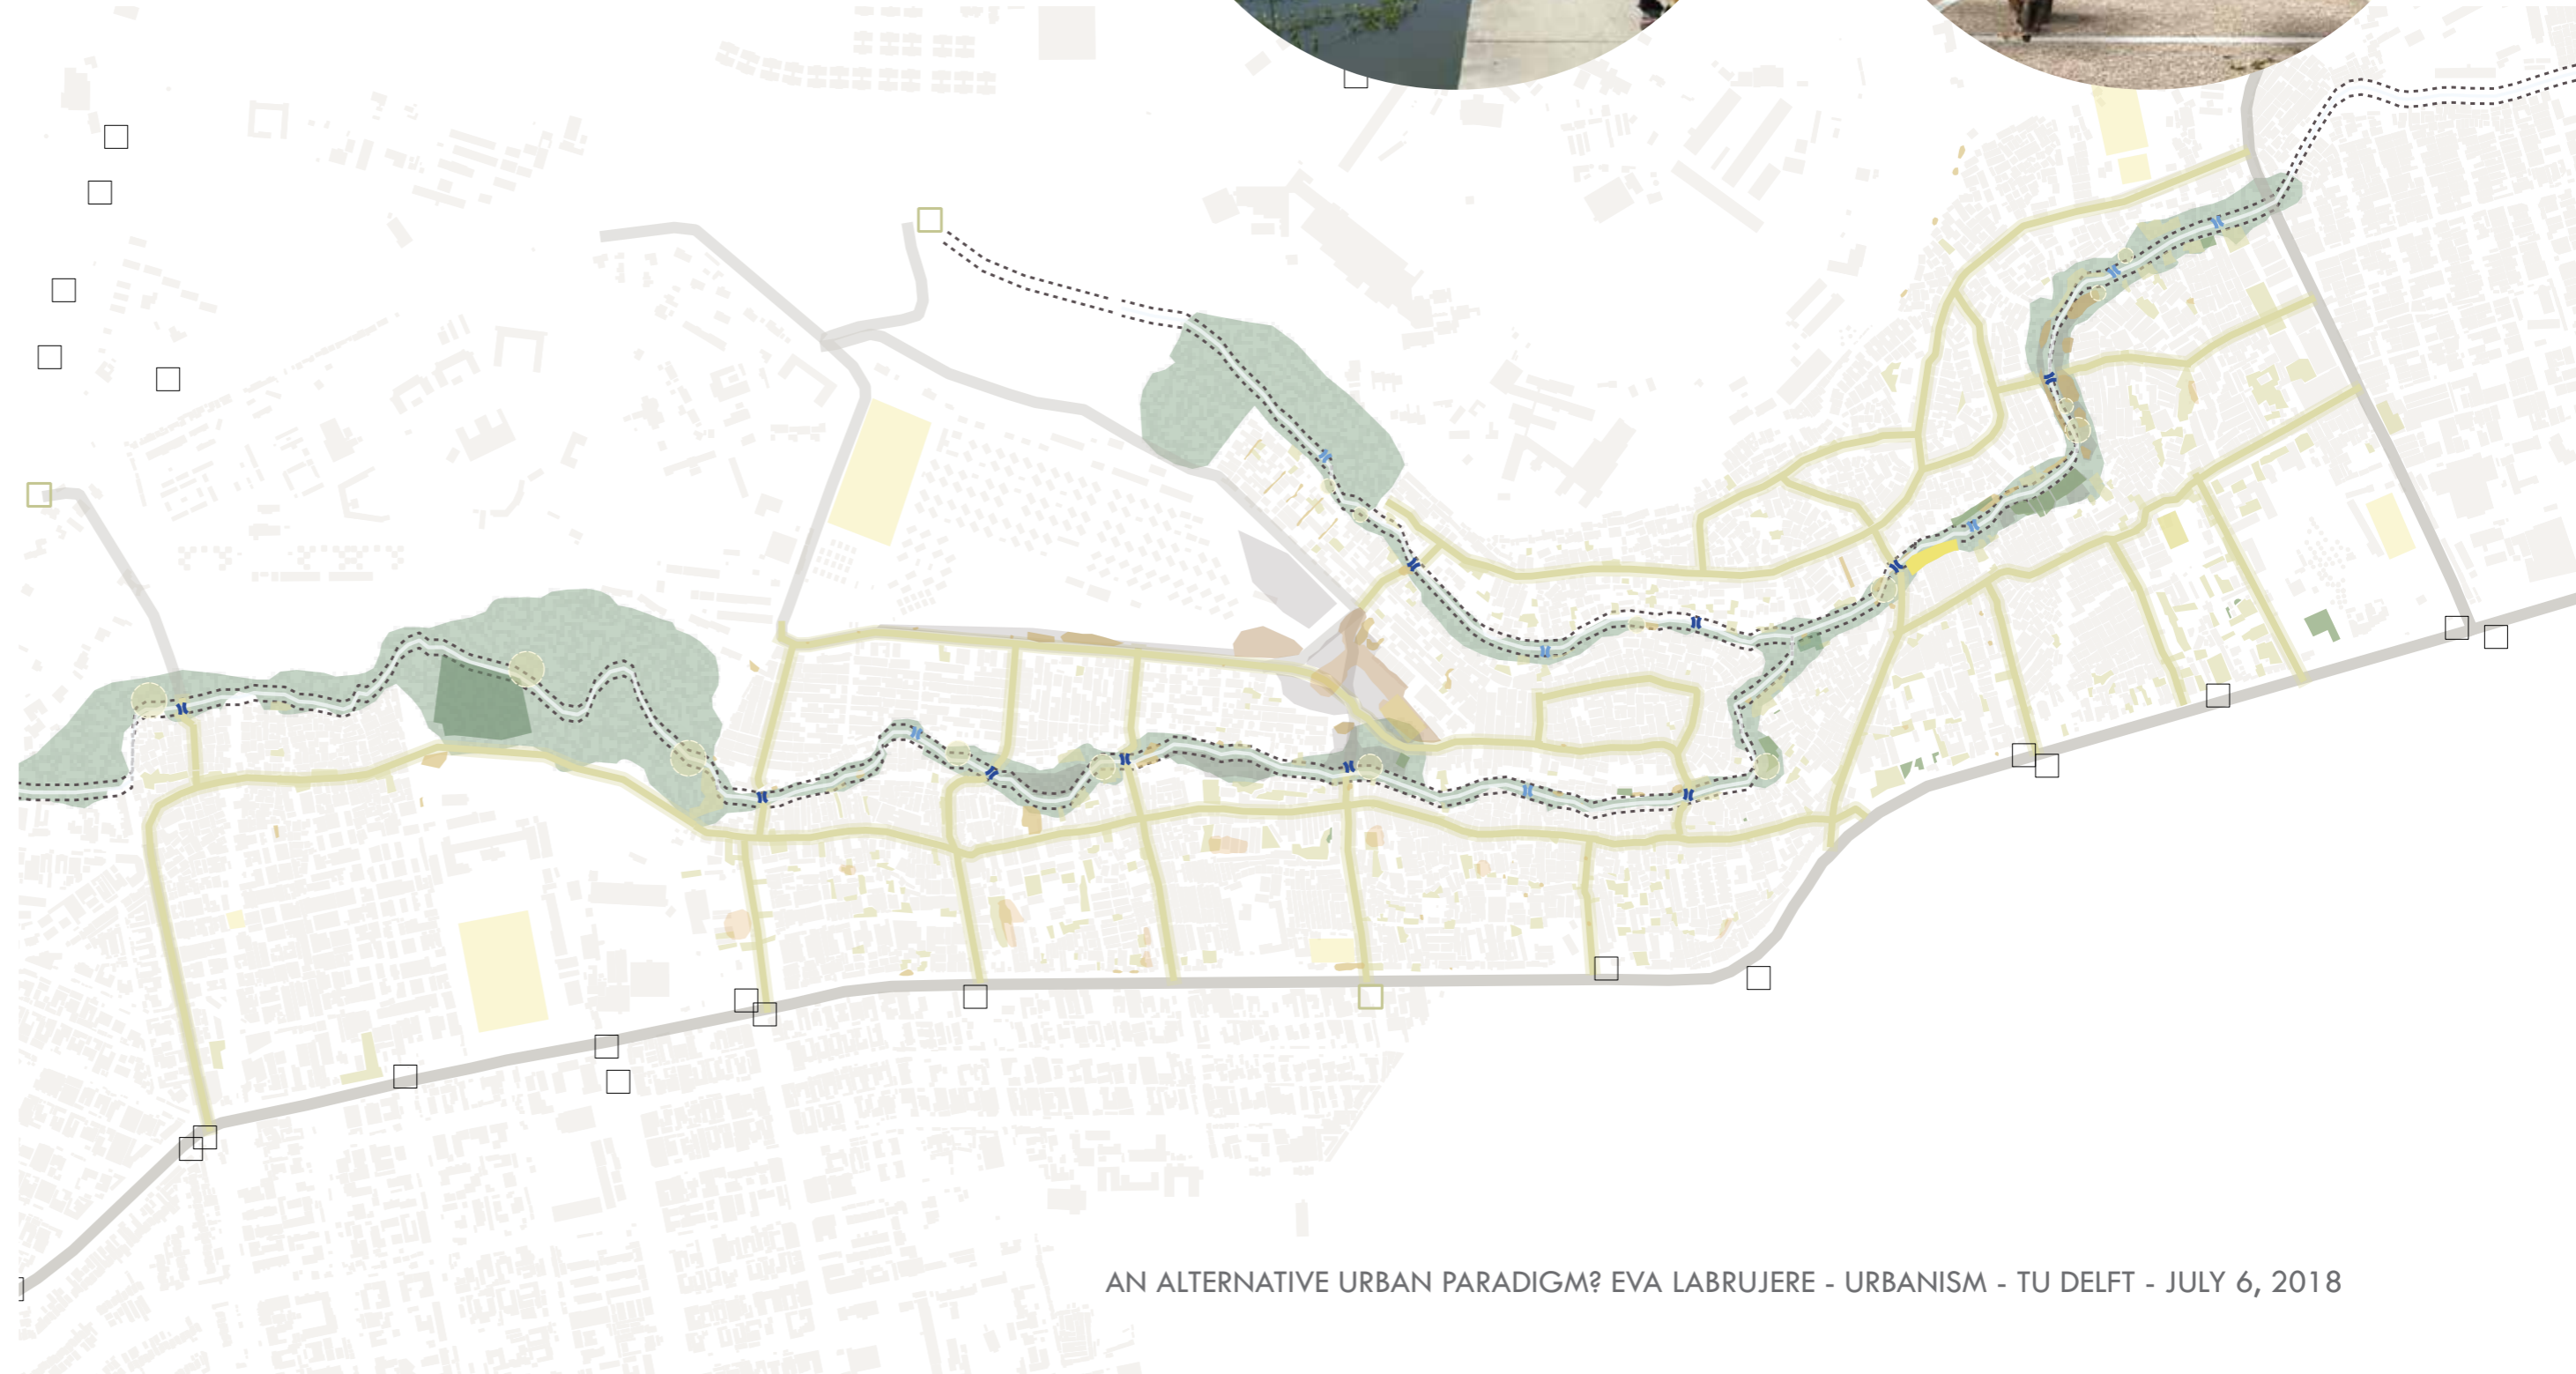 AN ALTERNATIVE URBAN PARADIGM? EVA LABRUJERE - URBANISM - TU DELFT - JULY 6, 2018